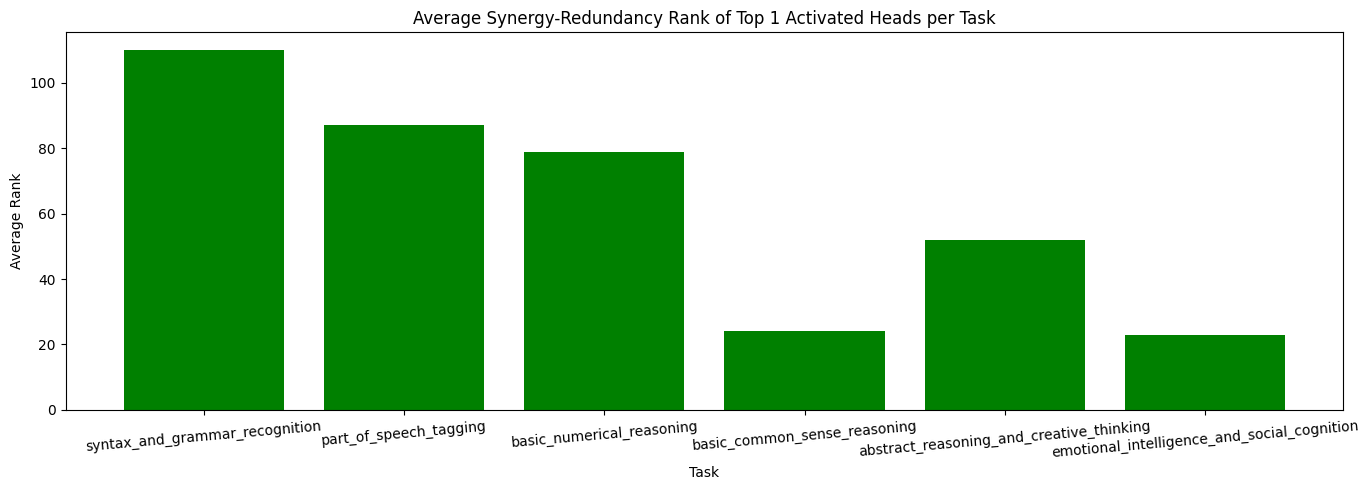 Average Synergy-Redundancy Rank of Top 1 Activated Heads per Task
Average Rank
100
80
60
40
20
0
syntax_and_grammar_recognition
part_of_speech_tagging
basic_numerical_reasoning
basic_common_sense_reasoning
abstract_reasoning_and_creative_thinking
emotional_intelligence_and_social_cognition
Task